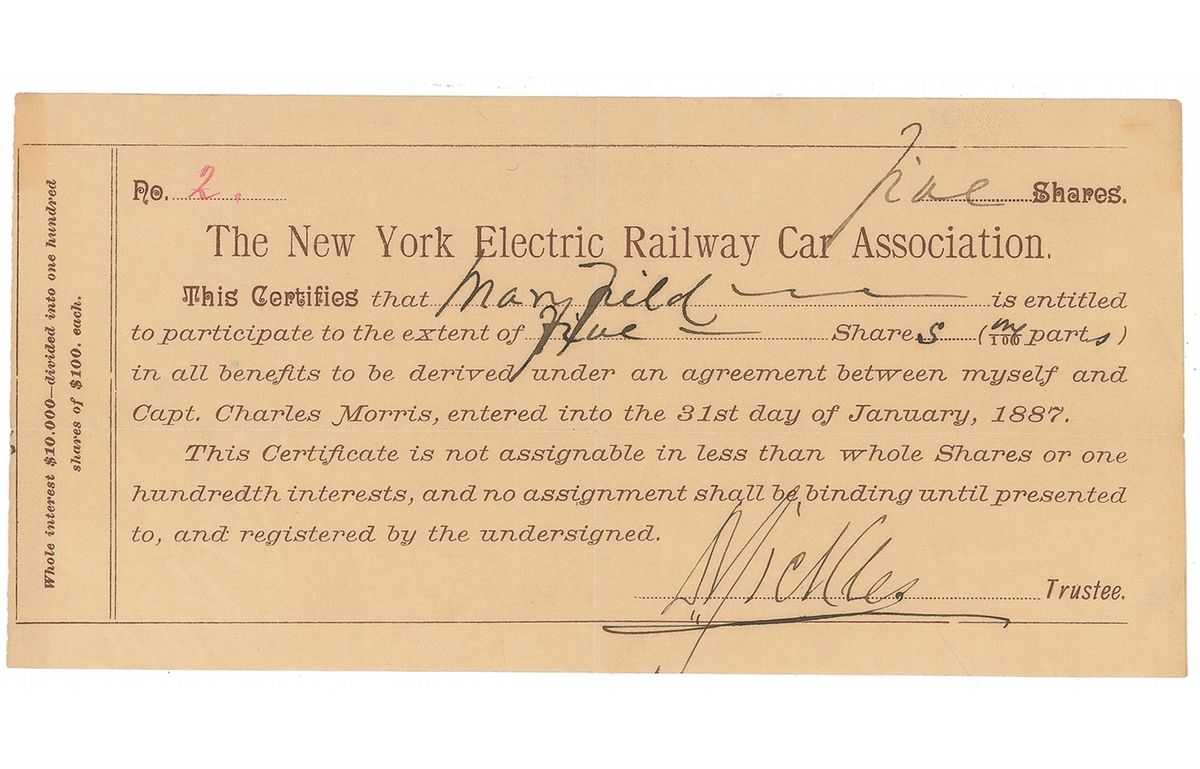 Whole interest $10.000—divided into one hundred
shares of $100. each.
No. 2. Five Shares.
The New York Electric Railway Car Association.
This Certifies that Mary Field is entitled
to participate to the extent of Five Shares (/100 parts)
in all benefits to be derived under an agreement between myself and
Capt. Charles Morris, entered into the 31st day of January, 1887.
This Certificate is not assignable in less than whole Shares or one
hundredth interests, and no assignment shall be binding until presented
to, and registered by the undersigned.
Trustee.